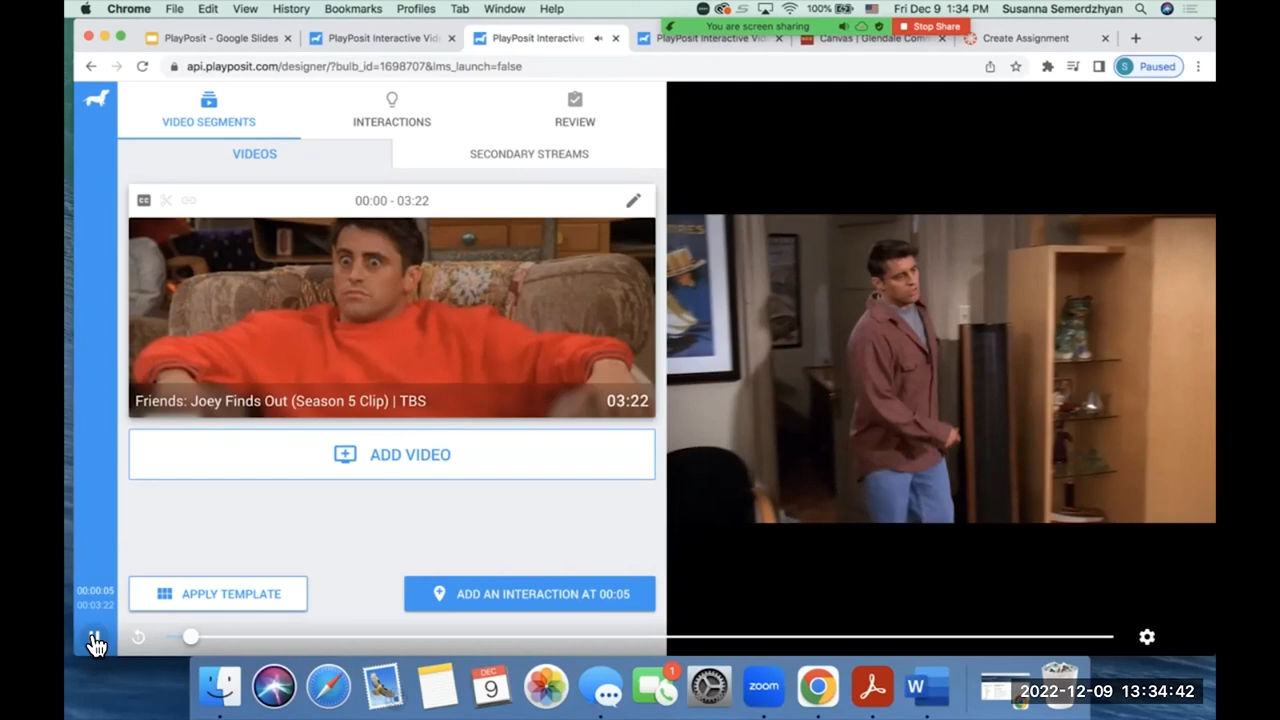 Chrome File Edit View History Bookmarks Profiles Tab Window Help 100% Fri Dec 9 1:34 PM Susanna Semerdzhyan
You are screen sharing Stop Share
PlayPosit - Google Slides PlayPosit Interactive Vid PlayPosit Interactive PlayPosit Interactive Vi Canvas | Glendale Com Create Assignment
api.playposit.com/designer/?bulb_id=1698707&lms_launch=false S Paused
VIDEO SEGMENTS INTERACTIONS REVIEW
VIDEOS SECONDARY STREAMS
CC 00:00 - 03:22
Friends: Joey Finds Out (Season 5 Clip) | TBS 03:22
ADD VIDEO
00:00:05
00:03:22
APPLY TEMPLATE ADD AN INTERACTION AT 00:05
DEC
9
1
zoom
W
2022-12-09 13:34:42